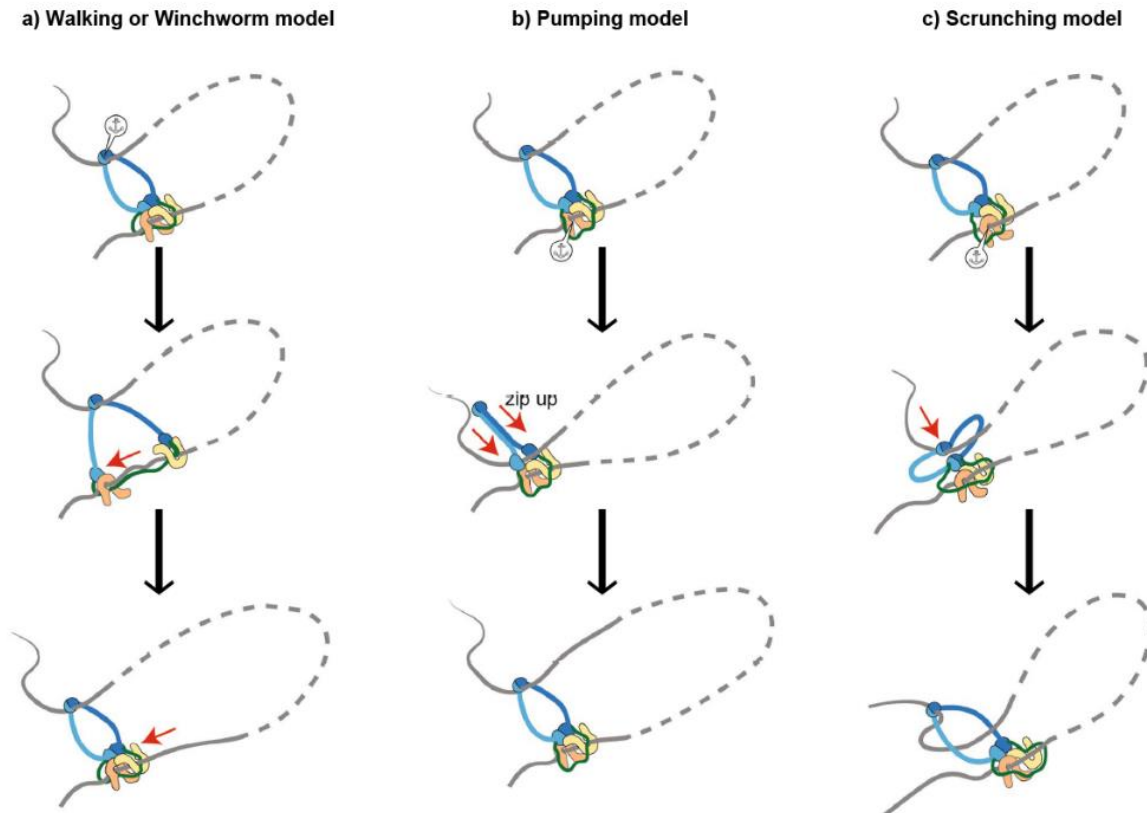 a) Walking or Winchworm model
b) Pumping model
c) Scrunching model
zip up